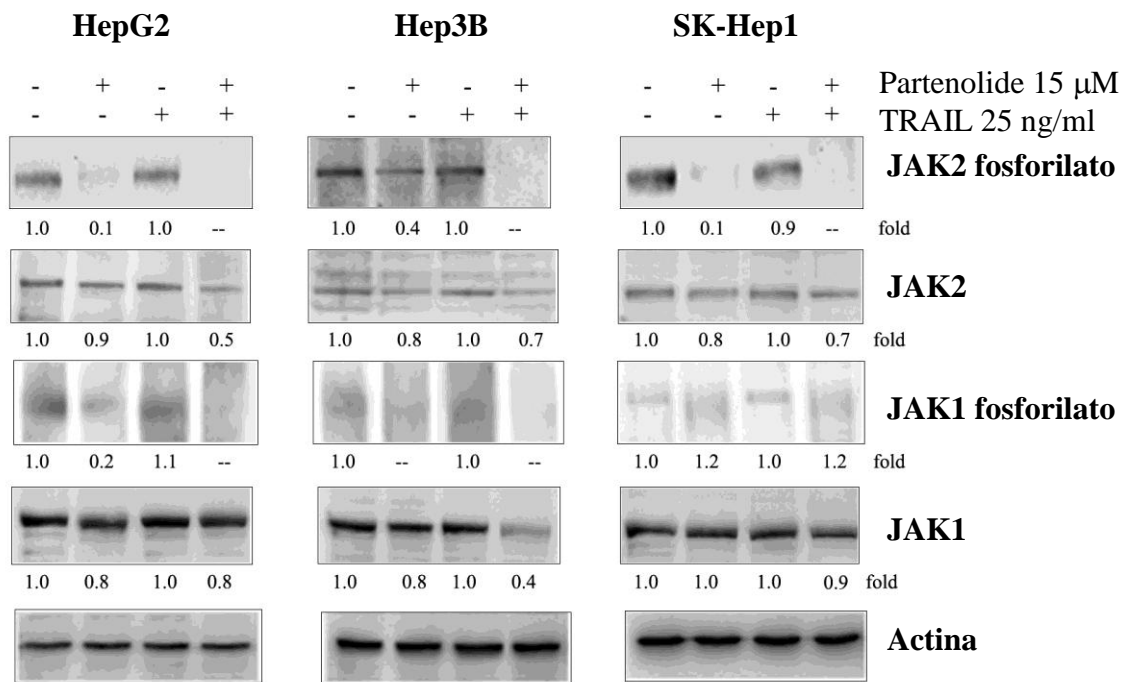 HepG2 Hep3B SK-Hep1
- + - + - + - + - + - + Partenolide 15 μM
- - + + - - + + - - + + TRAIL 25 ng/ml
JAK2 fosforilato
1.0 0.1 1.0 -- 1.0 0.4 1.0 -- 1.0 0.1 0.9 -- fold
JAK2
1.0 0.9 1.0 0.5 1.0 0.8 1.0 0.7 1.0 0.8 1.0 0.7 fold
JAK1 fosforilato
1.0 0.2 1.1 -- 1.0 -- 1.0 -- 1.0 1.2 1.0 1.2 fold
JAK1
1.0 0.8 1.0 0.8 1.0 0.8 1.0 0.4 1.0 1.0 1.0 0.9 fold
Actina